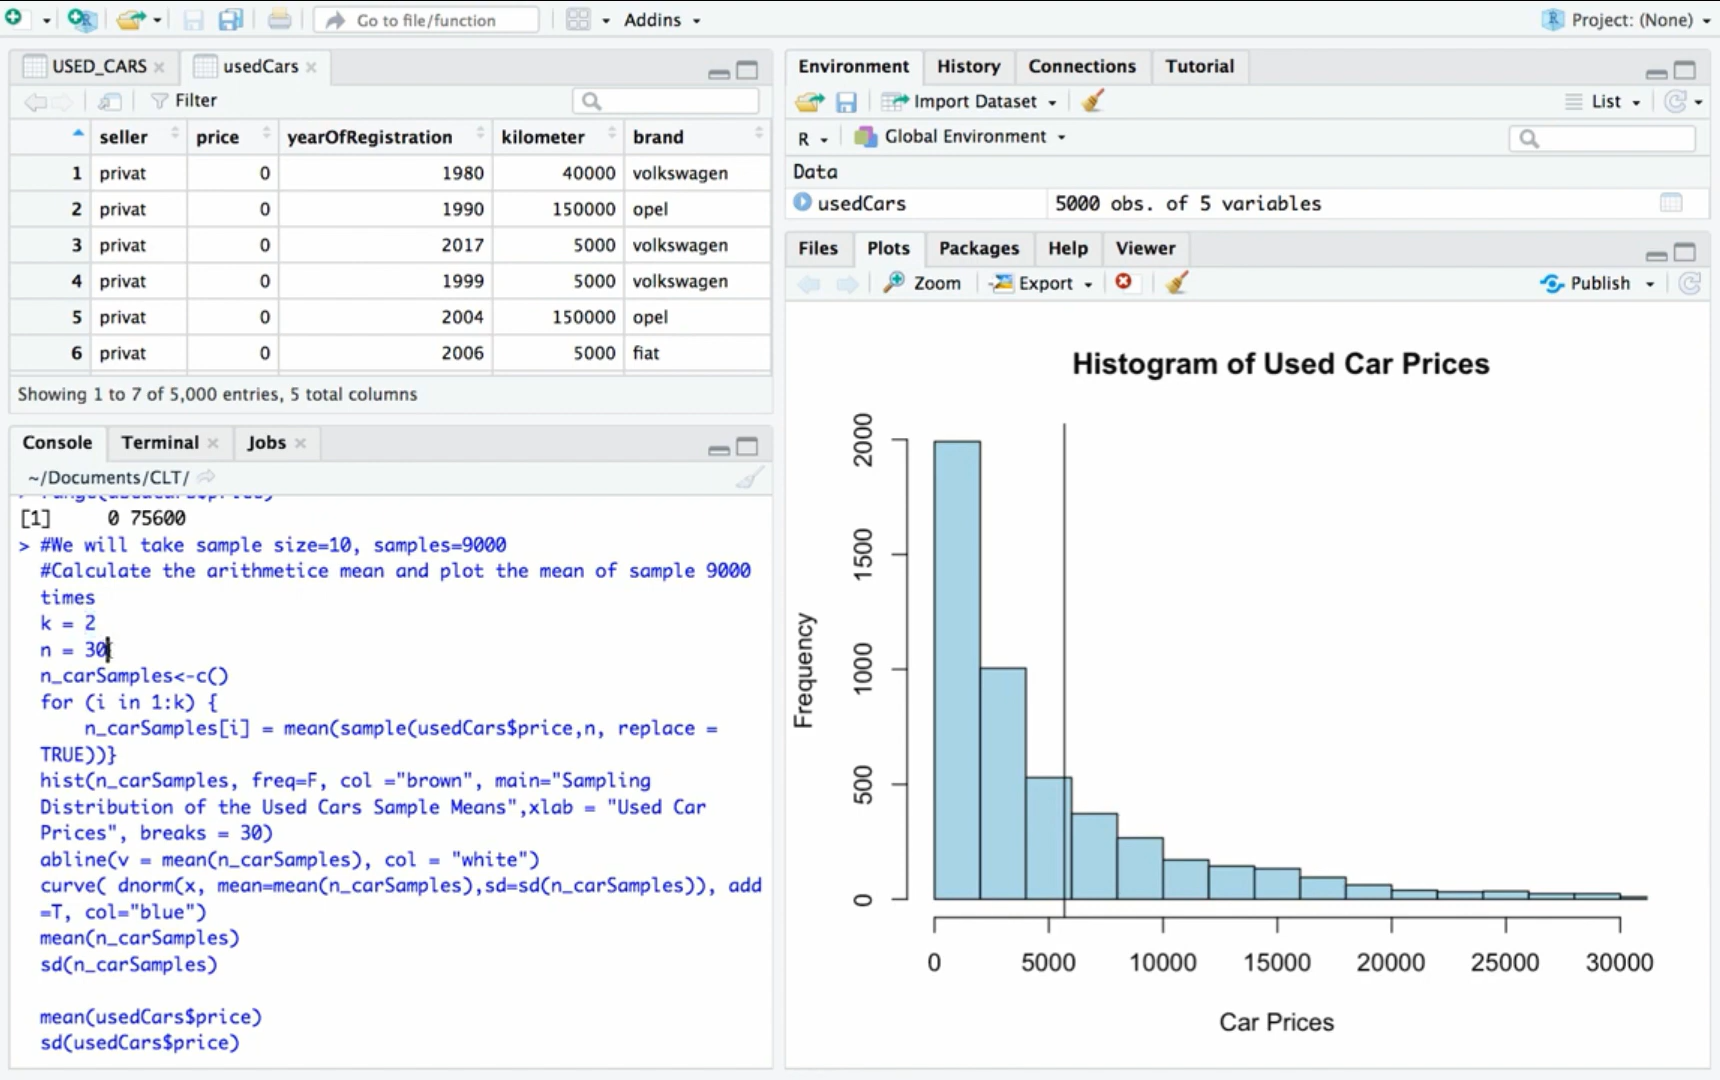 Go to file/function
Addins
Project: (None)
USED_CARS
usedCars
Filter
seller price yearOfRegistration kilometer brand
1 privat 0 1980 40000 volkswagen
2 privat 0 1990 150000 opel
3 privat 0 2017 5000 volkswagen
4 privat 0 1999 5000 volkswagen
5 privat 0 2004 150000 opel
6 privat 0 2006 5000 fiat
Showing 1 to 7 of 5,000 entries, 5 total columns
Console Terminal Jobs
~/Documents/CLT/
> range(usedCars$price)
[1] 0 75600
> #We will take sample size=10, samples=9000
#Calculate the arithmetice mean and plot the mean of sample 9000
times
k = 2
n = 30
n_carSamples<-c()
for (i in 1:k) {
n_carSamples[i] = mean(sample(usedCars$price,n, replace =
TRUE))}
hist(n_carSamples, freq=F, col ="brown", main="Sampling
Distribution of the Used Cars Sample Means",xlab = "Used Car
Prices", breaks = 30)
abline(v = mean(n_carSamples), col = "white")
curve( dnorm(x, mean=mean(n_carSamples),sd=sd(n_carSamples)), add
=T, col="blue")
mean(n_carSamples)
sd(n_carSamples)
mean(usedCars$price)
sd(usedCars$price)
Environment History Connections Tutorial
Import Dataset
List
R Global Environment
Data
usedCars 5000 obs. of 5 variables
Files Plots Packages Help Viewer
Zoom Export Publish
Histogram of Used Car Prices
Frequency
2000
1500
1000
500
0
0 5000 10000 15000 20000 25000 30000
Car Prices